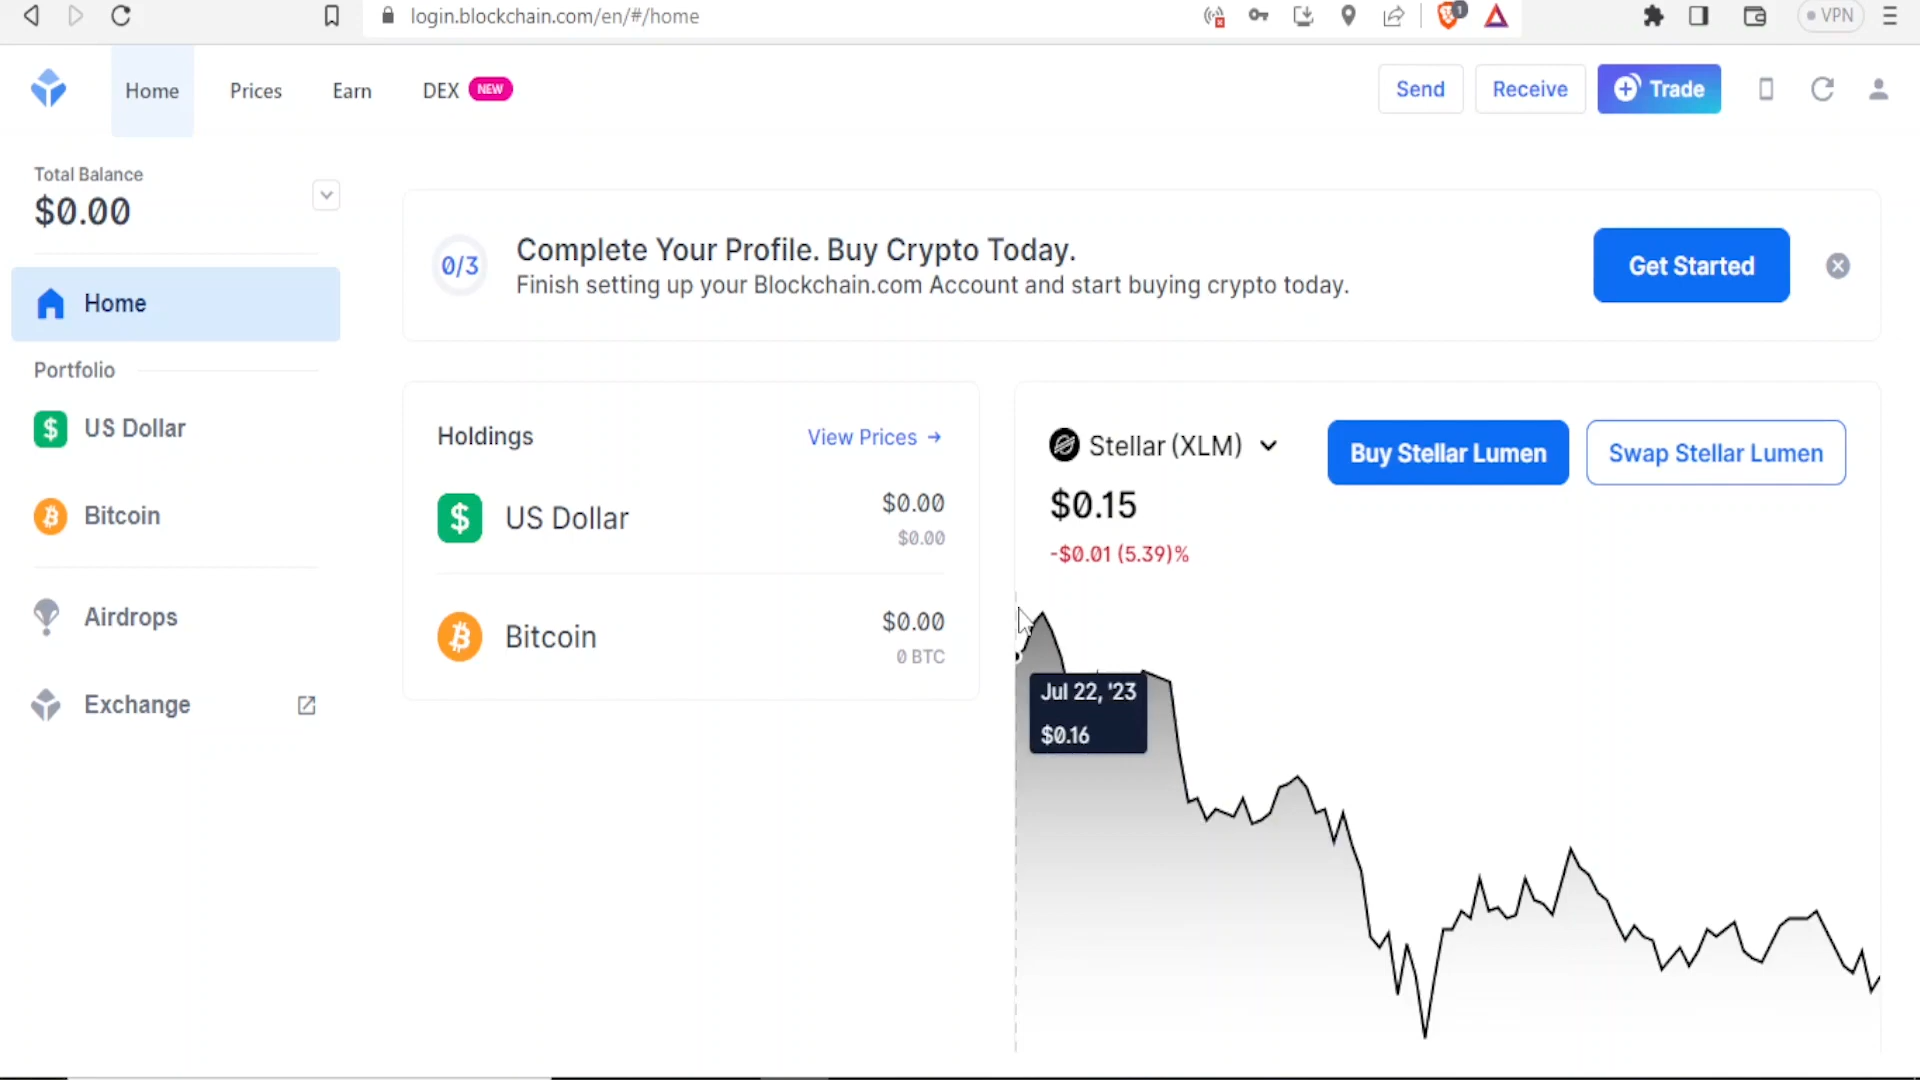 login.blockchain.com/en/#/home
1
VPN
Home
Prices
Earn
DEX NEW
Send
Receive
Trade
Total Balance
$0.00
Home
Portfolio
US Dollar
Bitcoin
Airdrops
Exchange
0/3
Complete Your Profile. Buy Crypto Today.
Finish setting up your Blockchain.com Account and start buying crypto today.
Get Started
Holdings
View Prices →
US Dollar
$0.00
$0.00
Bitcoin
$0.00
0 BTC
Stellar (XLM)
Buy Stellar Lumen
Swap Stellar Lumen
$0.15
-$0.01 (5.39)%
Jul 22, '23
$0.16